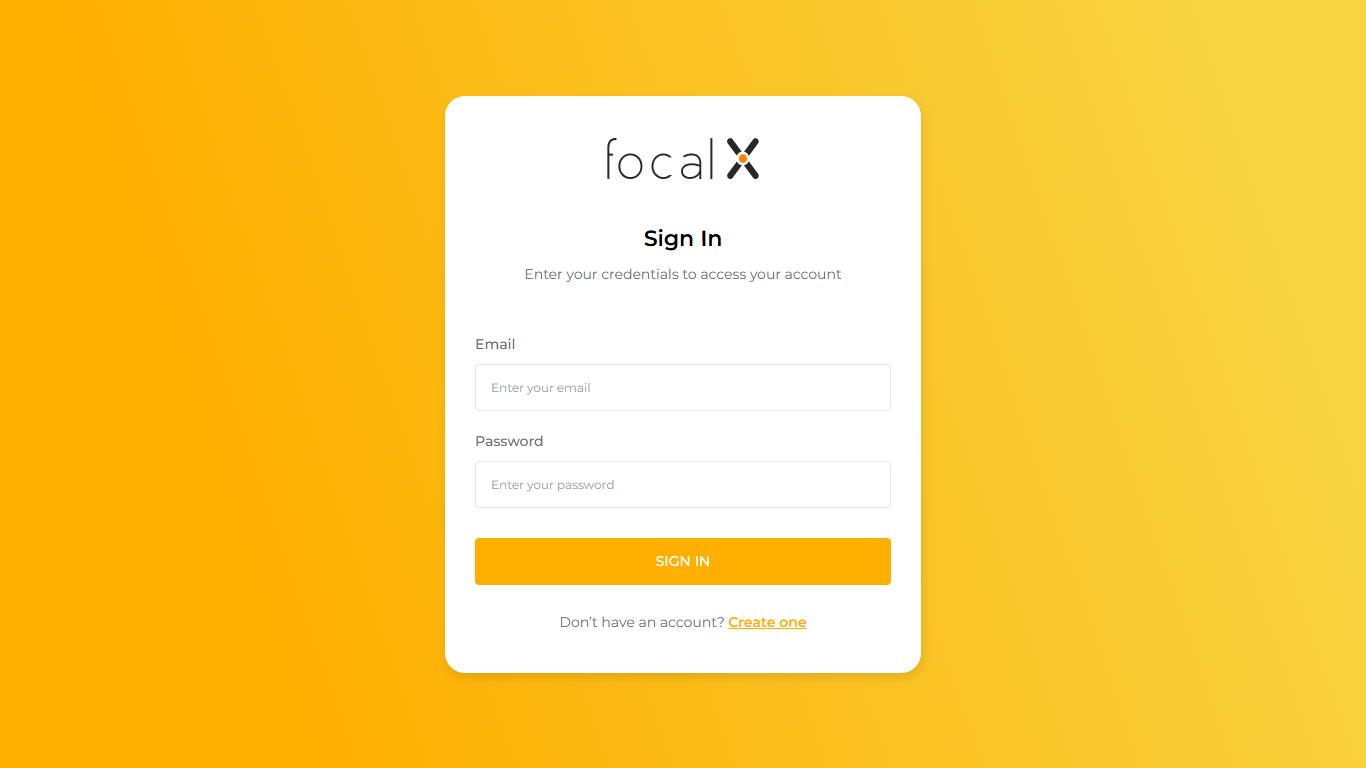 focalX
Sign In
Enter your credentials to access your account
Email
Enter your email
Password
Enter your password
SIGN IN
Don’t have an account? Create one